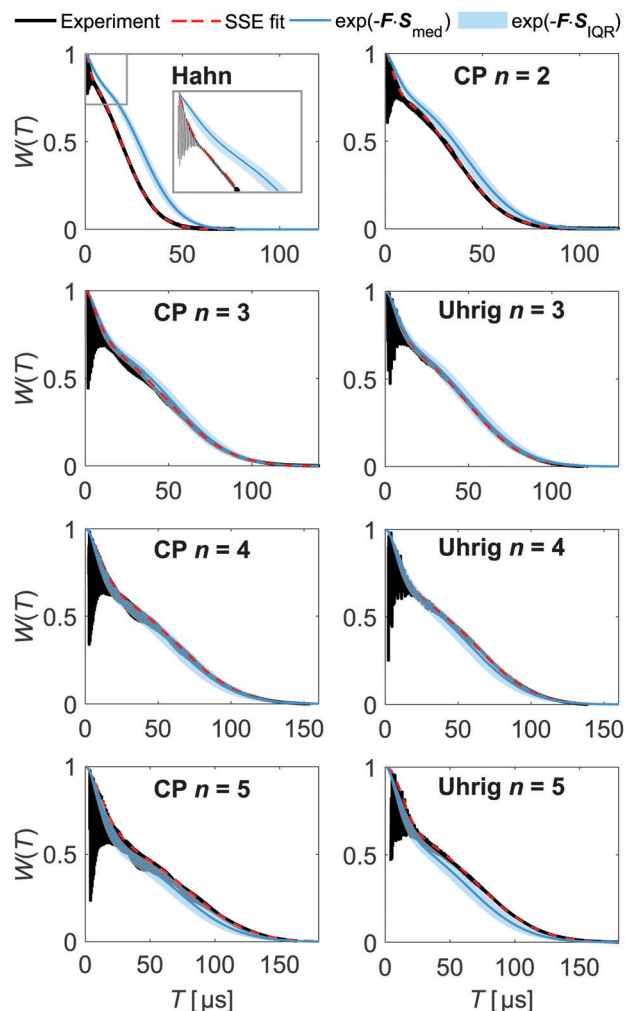 Experiment SSE fit exp(-F·S_med) exp(-F·S_IQR)
Hahn
W(T)
1
0.5
0
0 50 100
CP n = 2
1
0.5
0
0 50 100
CP n = 3
W(T)
1
0.5
0
0 50 100
Uhrig n = 3
1
0.5
0
0 50 100
CP n = 4
W(T)
1
0.5
0
0 50 100 150
Uhrig n = 4
1
0.5
0
0 50 100 150
CP n = 5
W(T)
1
0.5
0
0 50 100 150
T [µs]
Uhrig n = 5
1
0.5
0
0 50 100 150
T [µs]